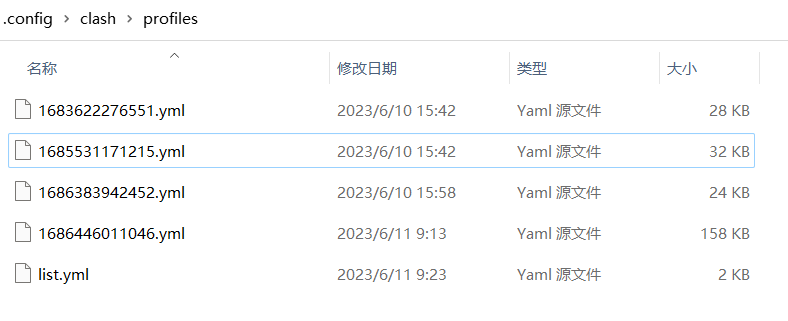 .config > clash > profiles
名称 修改日期 类型 大小
1683622276551.yml 2023/6/10 15:42 Yaml 源文件 28 KB
1685531171215.yml 2023/6/10 15:42 Yaml 源文件 32 KB
1686383942452.yml 2023/6/10 15:58 Yaml 源文件 24 KB
1686446011046.yml 2023/6/11 9:13 Yaml 源文件 158 KB
list.yml 2023/6/11 9:23 Yaml 源文件 2 KB